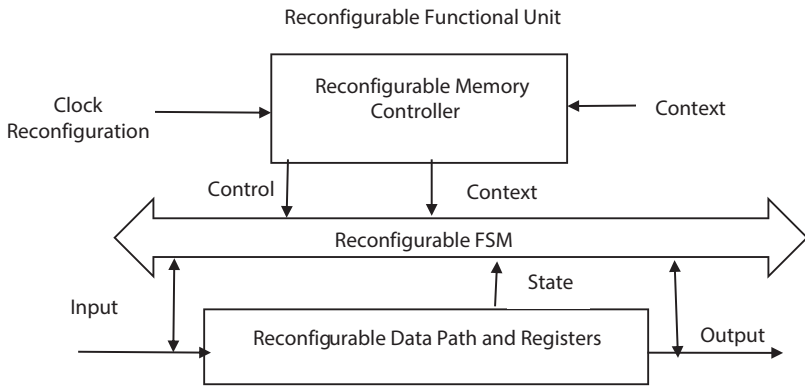 Reconfigurable Functional Unit
Reconfigurable Memory
Controller
Clock
Reconfiguration
Context
Control
Context
Reconfigurable FSM
Input
State
Reconfigurable Data Path and Registers
Output